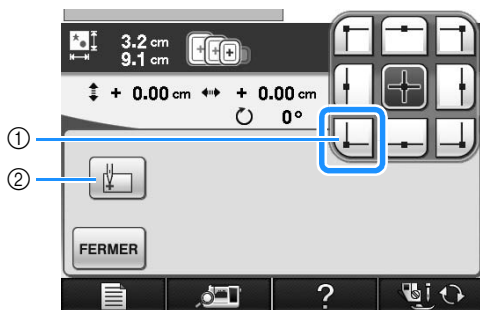 3.2 cm
9.1 cm
+ 0.00 cm + 0.00 cm
0°
①
②
FERMER
?